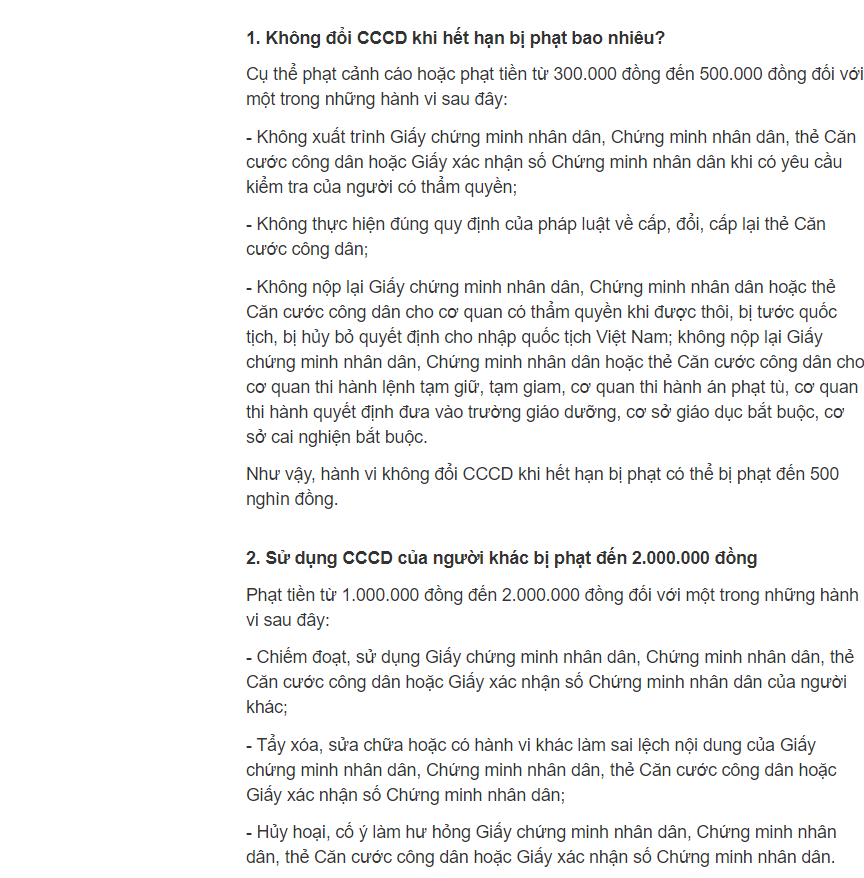 1. Không đổi CCCD khi hết hạn bị phạt bao nhiêu?
Cụ thể phạt cảnh cáo hoặc phạt tiền từ 300.000 đồng đến 500.000 đồng đối với
một trong những hành vi sau đây:
- Không xuất trình Giấy chứng minh nhân dân, Chứng minh nhân dân, thẻ Căn
cước công dân hoặc Giấy xác nhận số Chứng minh nhân dân khi có yêu cầu
kiểm tra của người có thẩm quyền;
- Không thực hiện đúng quy định của pháp luật về cấp, đổi, cấp lại thẻ Căn
cước công dân;
- Không nộp lại Giấy chứng minh nhân dân, Chứng minh nhân dân hoặc thẻ
Căn cước công dân cho cơ quan có thẩm quyền khi được thôi, bị tước quốc
tịch, bị hủy bỏ quyết định cho nhập quốc tịch Việt Nam; không nộp lại Giấy
chứng minh nhân dân, Chứng minh nhân dân hoặc thẻ Căn cước công dân cho
cơ quan thi hành lệnh tạm giữ, tạm giam, cơ quan thi hành án phạt tù, cơ quan
thi hành quyết định đưa vào trường giáo dưỡng, cơ sở giáo dục bắt buộc, cơ
sở cai nghiện bắt buộc.
Như vậy, hành vi không đổi CCCD khi hết hạn bị phạt có thể bị phạt đến 500
nghìn đồng.
2. Sử dụng CCCD của người khác bị phạt đến 2.000.000 đồng
Phạt tiền từ 1.000.000 đồng đến 2.000.000 đồng đối với một trong những hành
vi sau đây:
- Chiếm đoạt, sử dụng Giấy chứng minh nhân dân, Chứng minh nhân dân, thẻ
Căn cước công dân hoặc Giấy xác nhận số Chứng minh nhân dân của người
khác;
- Tẩy xóa, sửa chữa hoặc có hành vi khác làm sai lệch nội dung của Giấy
chứng minh nhân dân, Chứng minh nhân dân, thẻ Căn cước công dân hoặc
Giấy xác nhận số Chứng minh nhân dân;
- Hủy hoại, cố ý làm hư hỏng Giấy chứng minh nhân dân, Chứng minh nhân
dân, thẻ Căn cước công dân hoặc Giấy xác nhận số Chứng minh nhân dân.